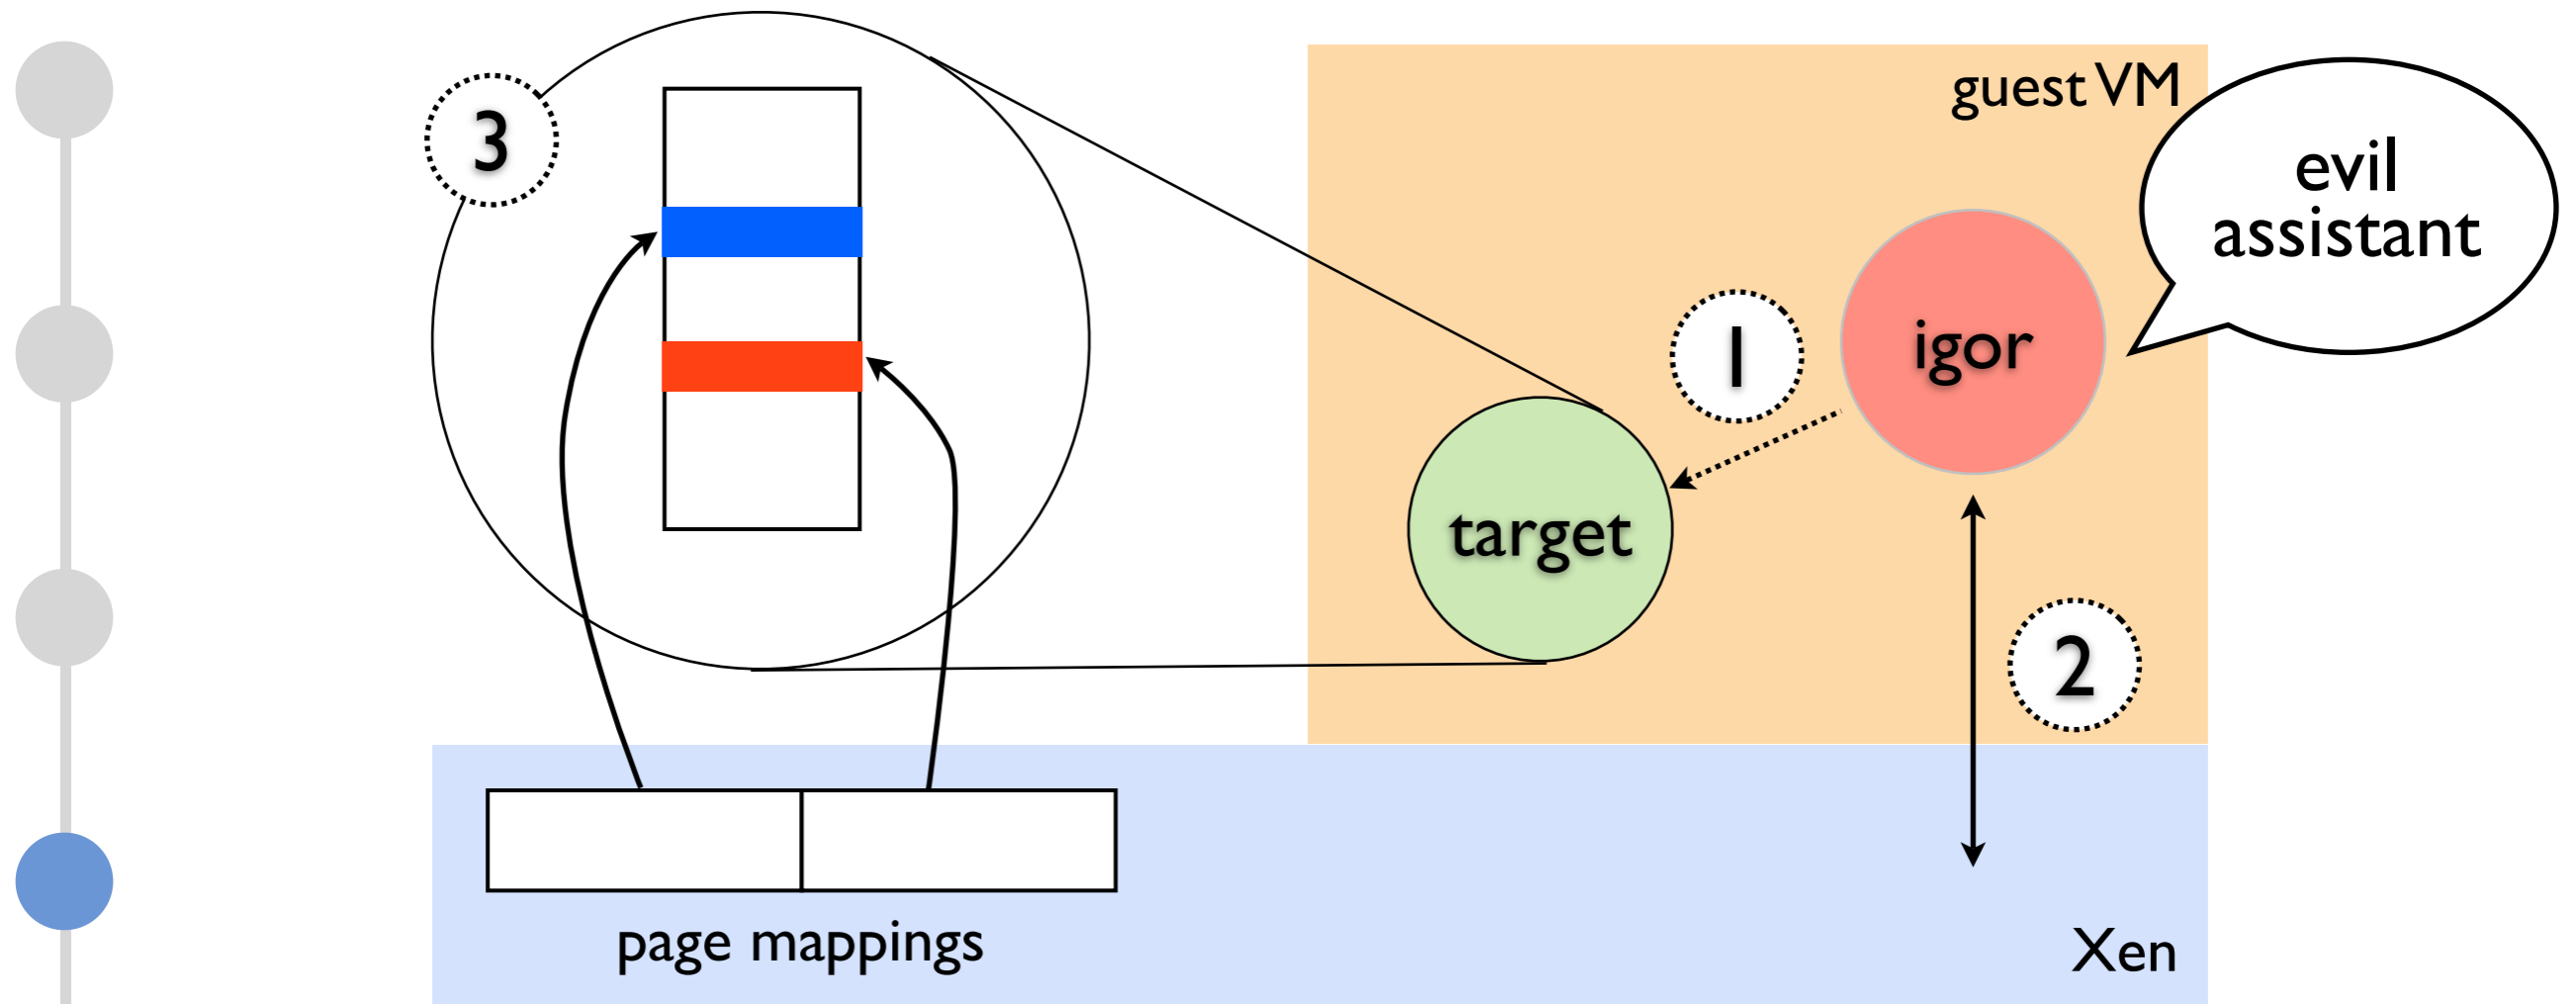 3
guest VM
evil
assistant
1
igor
target
2
page mappings
Xen